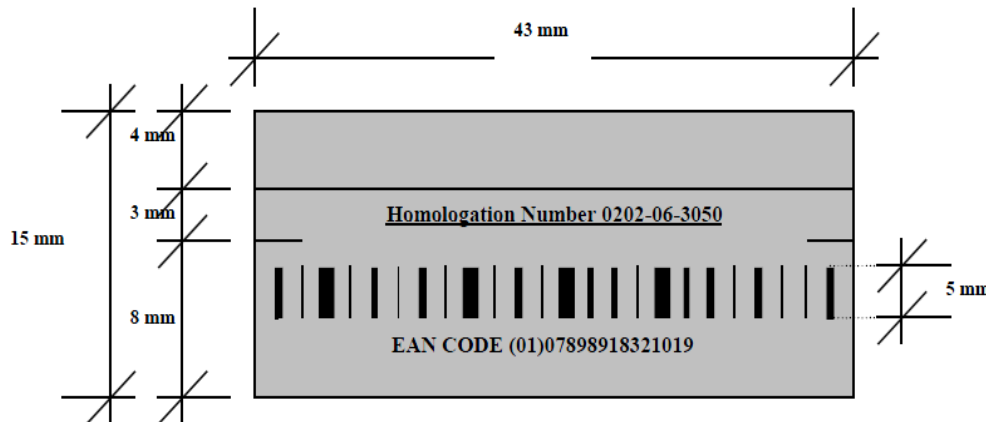 43 mm
4 mm
3 mm
Homologation Number 0202-06-3050
15 mm
5 mm
8 mm
EAN CODE (01)07898918321019